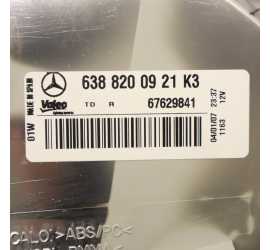 638 820 09 21 K3
Valeo
TD R 67629841
01W
MADE IN SPAIN
04/01/07 23:37
1163 12V
CALO:>ABS/PC<